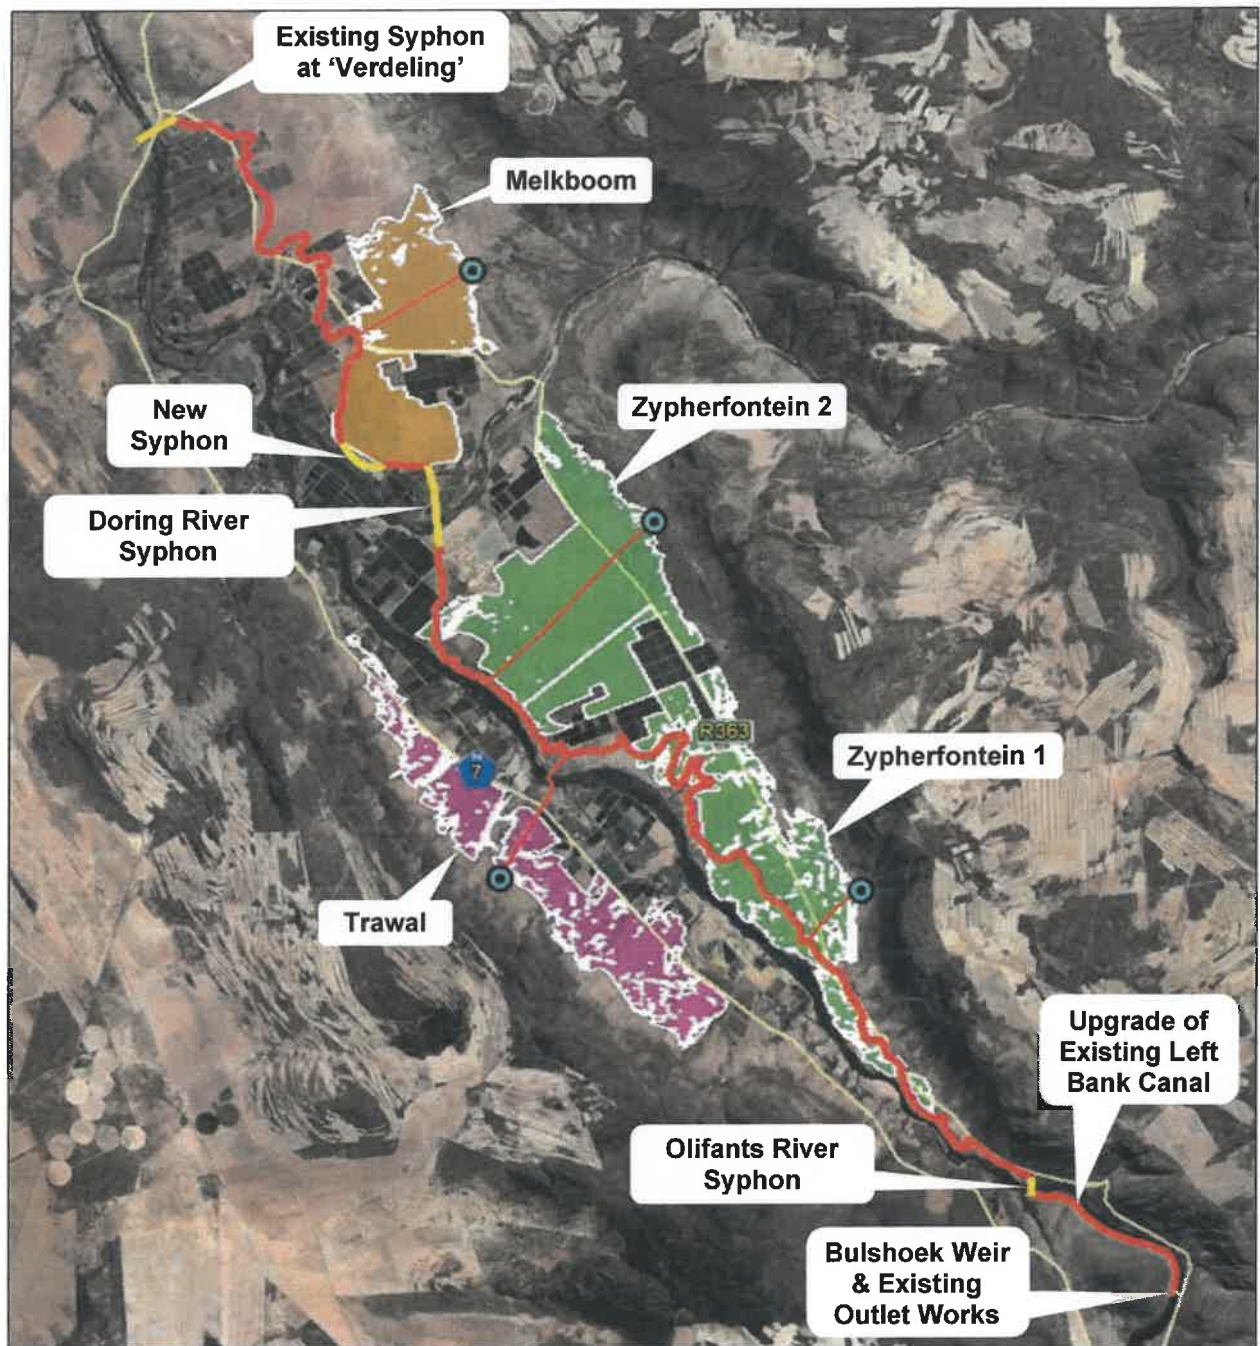 Existing Syphon
at ‘Verdeling’
Melkboom
New
Syphon
Zypherfontein 2
Doring River
Syphon
R363
Zypherfontein 1
7
Trawal
Upgrade of
Existing Left
Bank Canal
Olifants River
Syphon
Bulshoek Weir
& Existing
Outlet Works